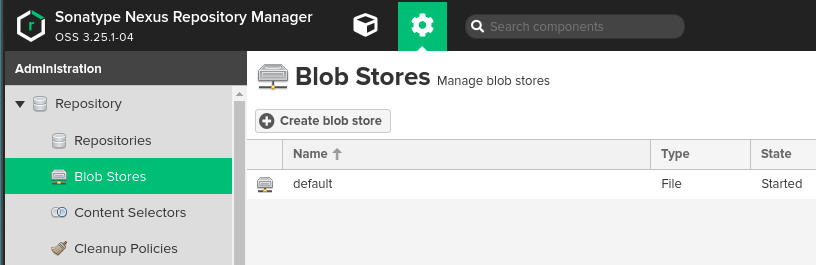 Sonatype Nexus Repository Manager
OSS 3.25.1-04
Search components
Administration
Repository
Repositories
Blob Stores
Content Selectors
Cleanup Policies
Blob Stores Manage blob stores
Create blob store
Name Type State
default File Started